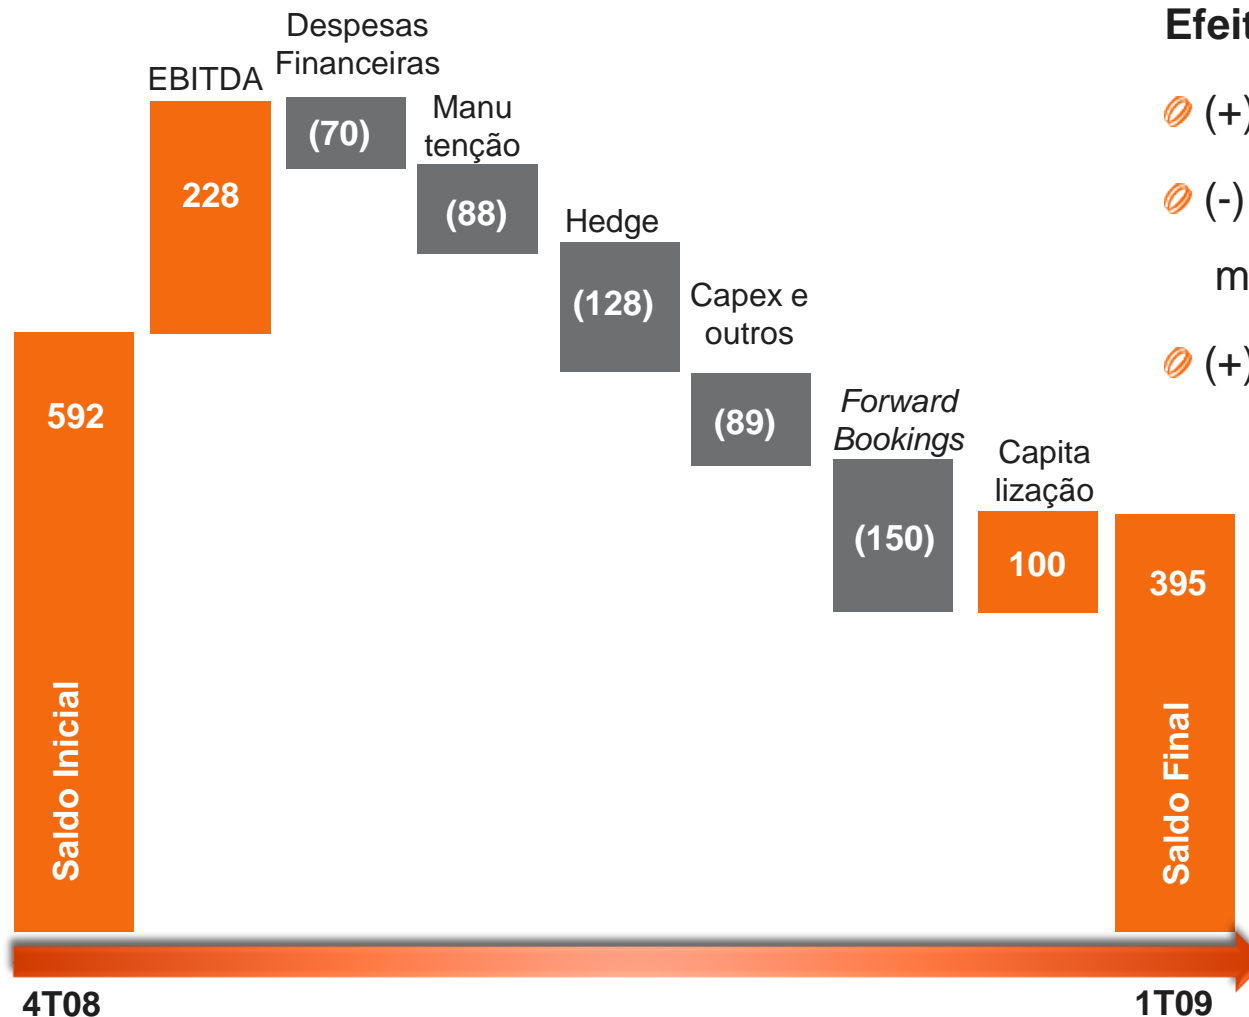 Despesas
Financeiras
EBITDA
Manu
tenção
(70)
228
(88)
Hedge
(128)
Capex e
outros
592
(89)
Forward
Bookings
Capita
lização
(150)
100
395
Saldo Inicial
Saldo Final
4T08
1T09
(+)
(-)
(+)